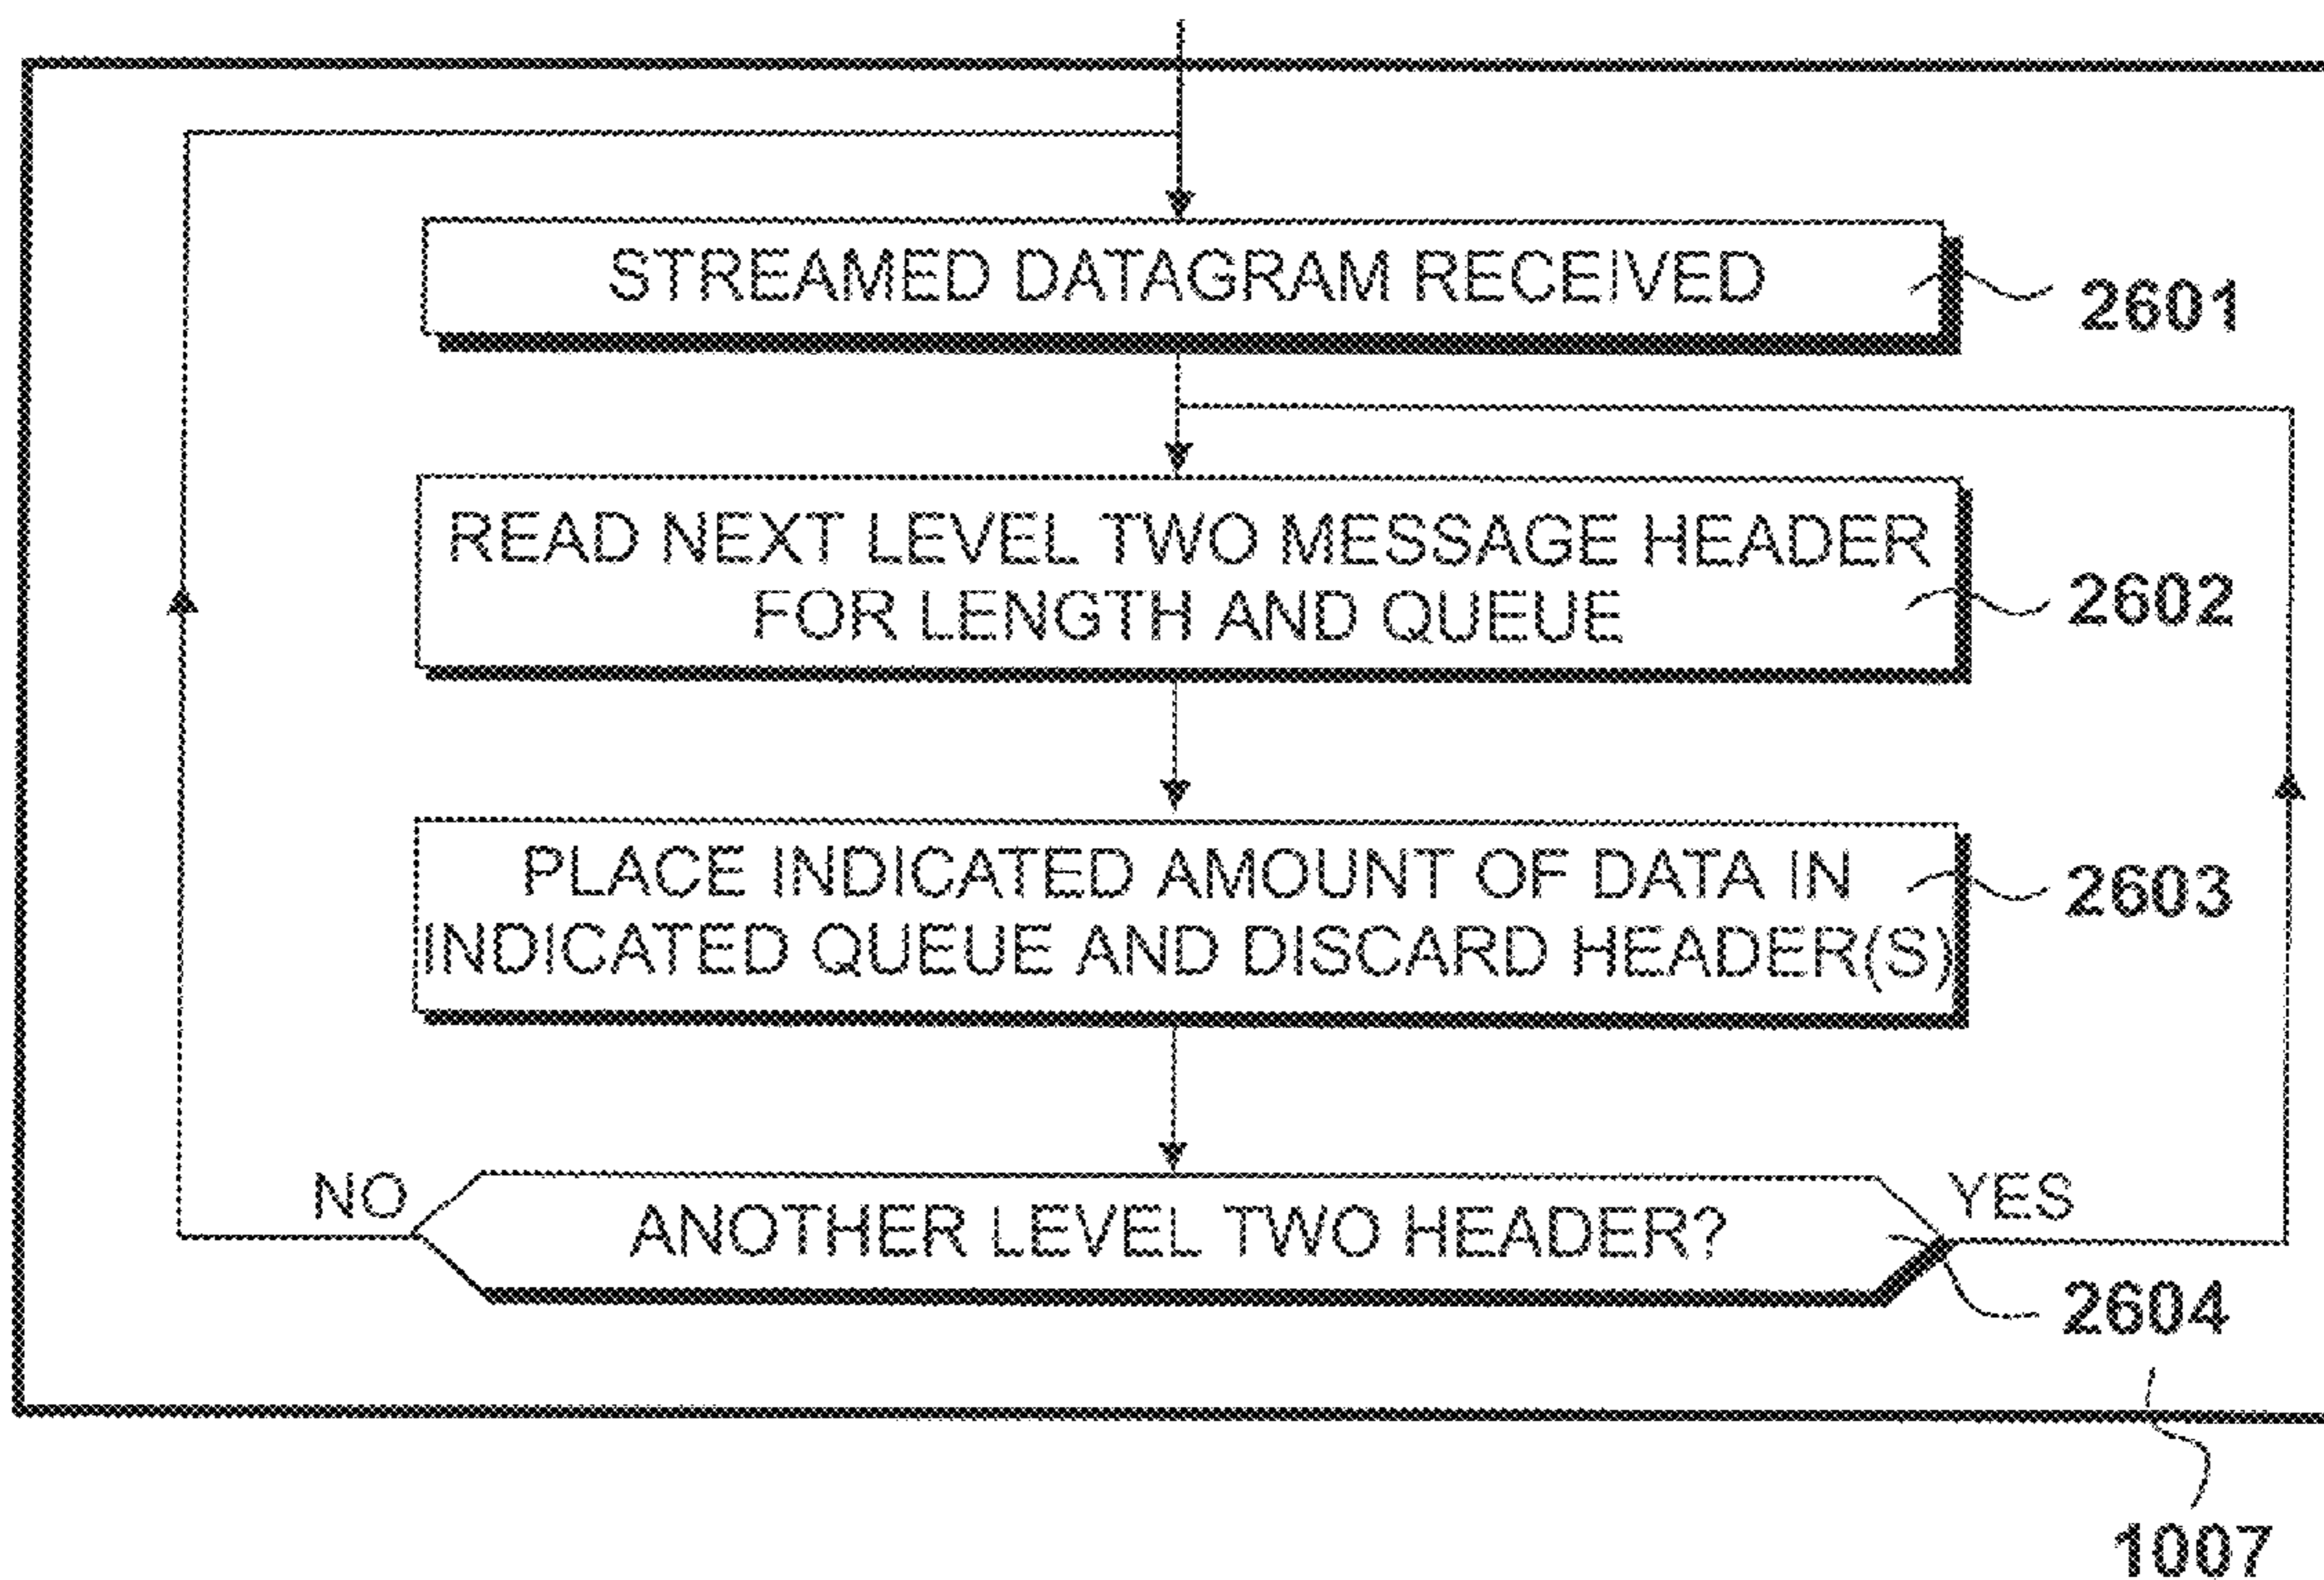 STREAMED DATAGRAM RECEIVED
2601
READ NEXT LEVEL TWO MESSAGE HEADER
FOR LENGTH AND QUEUE
2602
PLACE INDICATED AMOUNT OF DATA IN
INDICATED QUEUE AND DISCARD HEADER(S)
2603
NO
ANOTHER LEVEL TWO HEADER?
YES
2604
1007